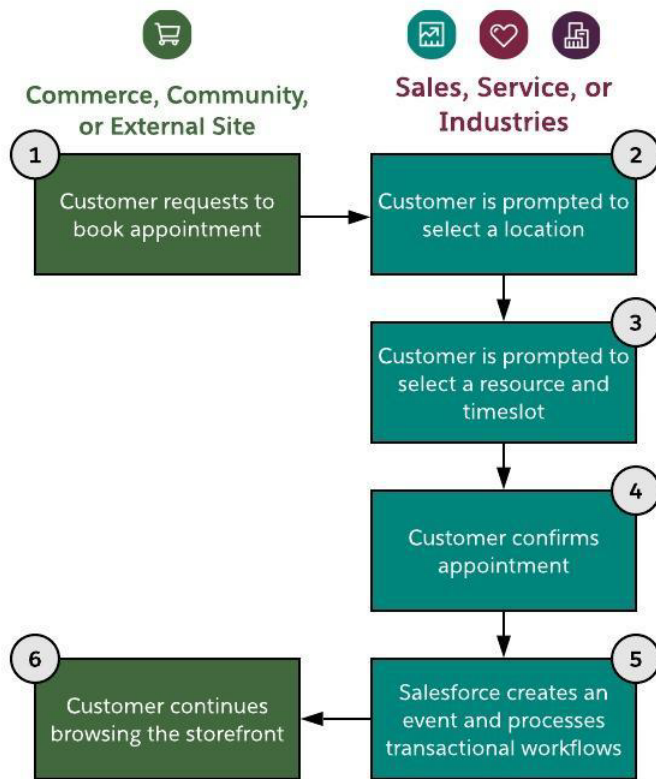 Commerce, Community,
or External Site
Sales, Service, or
Industries
1
Customer requests to
book appointment
2
Customer is prompted to
select a location
3
Customer is prompted to
select a resource and
timeslot
4
Customer confirms
appointment
5
Salesforce creates an
event and processes
transactional workflows
6
Customer continues
browsing the storefront